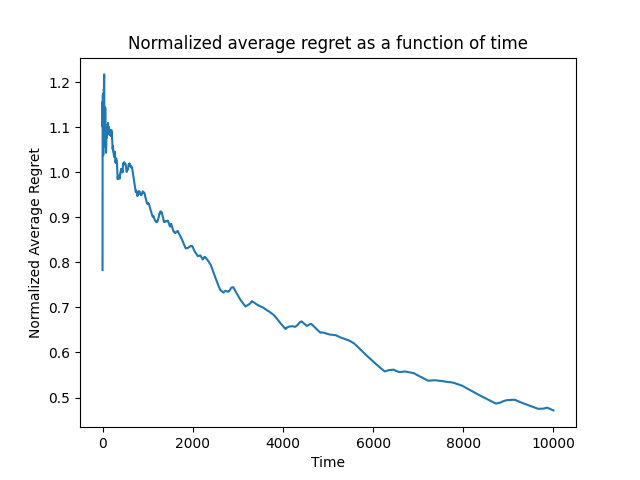 Normalized average regret as a function of time
Normalized Average Regret
1.2
1.1
1.0
0.9
0.8
0.7
0.6
0.5
0 2000 4000 6000 8000 10000
Time